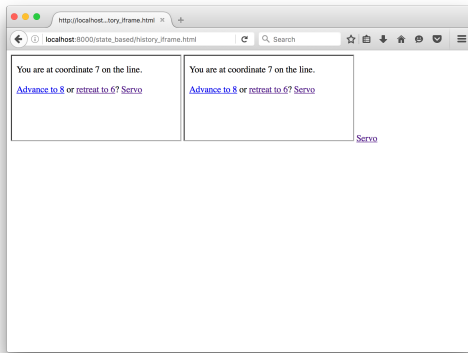 http://localhost...tory_iframe.html
localhost:8000/state_based/history_iframe.html
Search
You are at coordinate 7 on the line.
Advance to 8 or retreat to 6? Servo
You are at coordinate 7 on the line.
Advance to 8 or retreat to 6? Servo
Servo